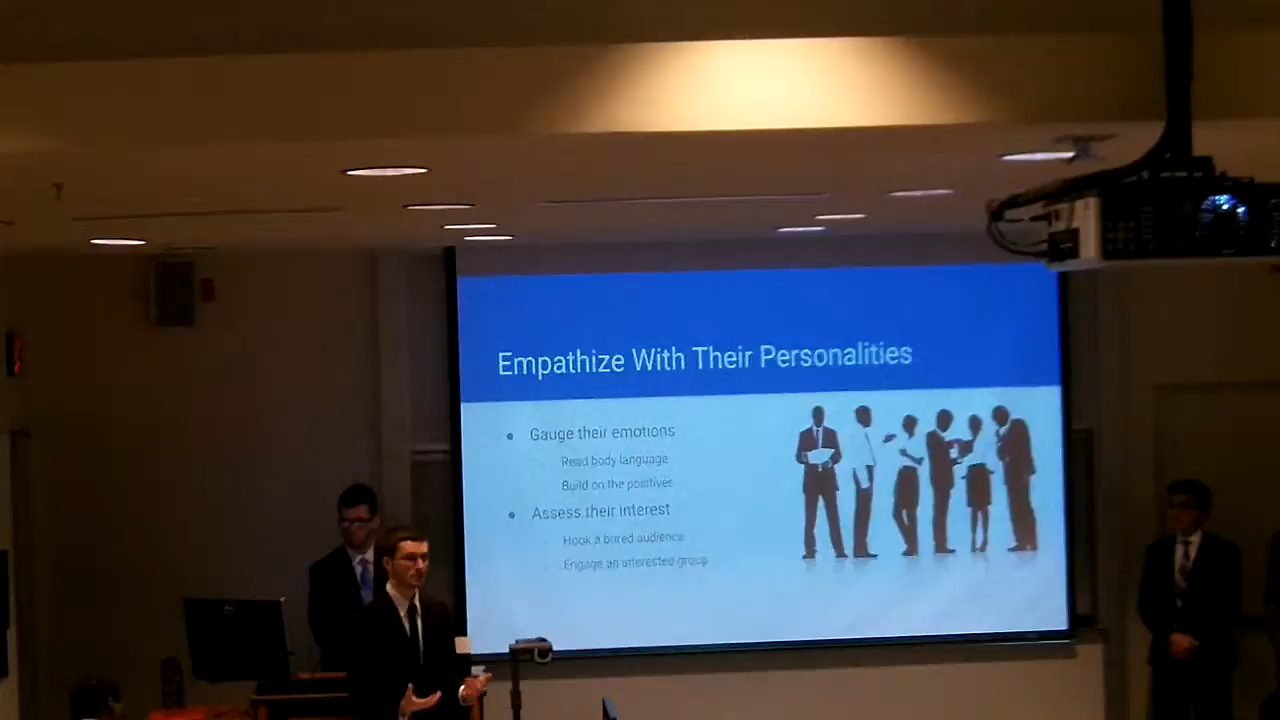 Empathize With Their Personalities
Gauge their emotions
Read body language
Build on the positives
Assess their interest
Hook a bored audience
Engage an interested group